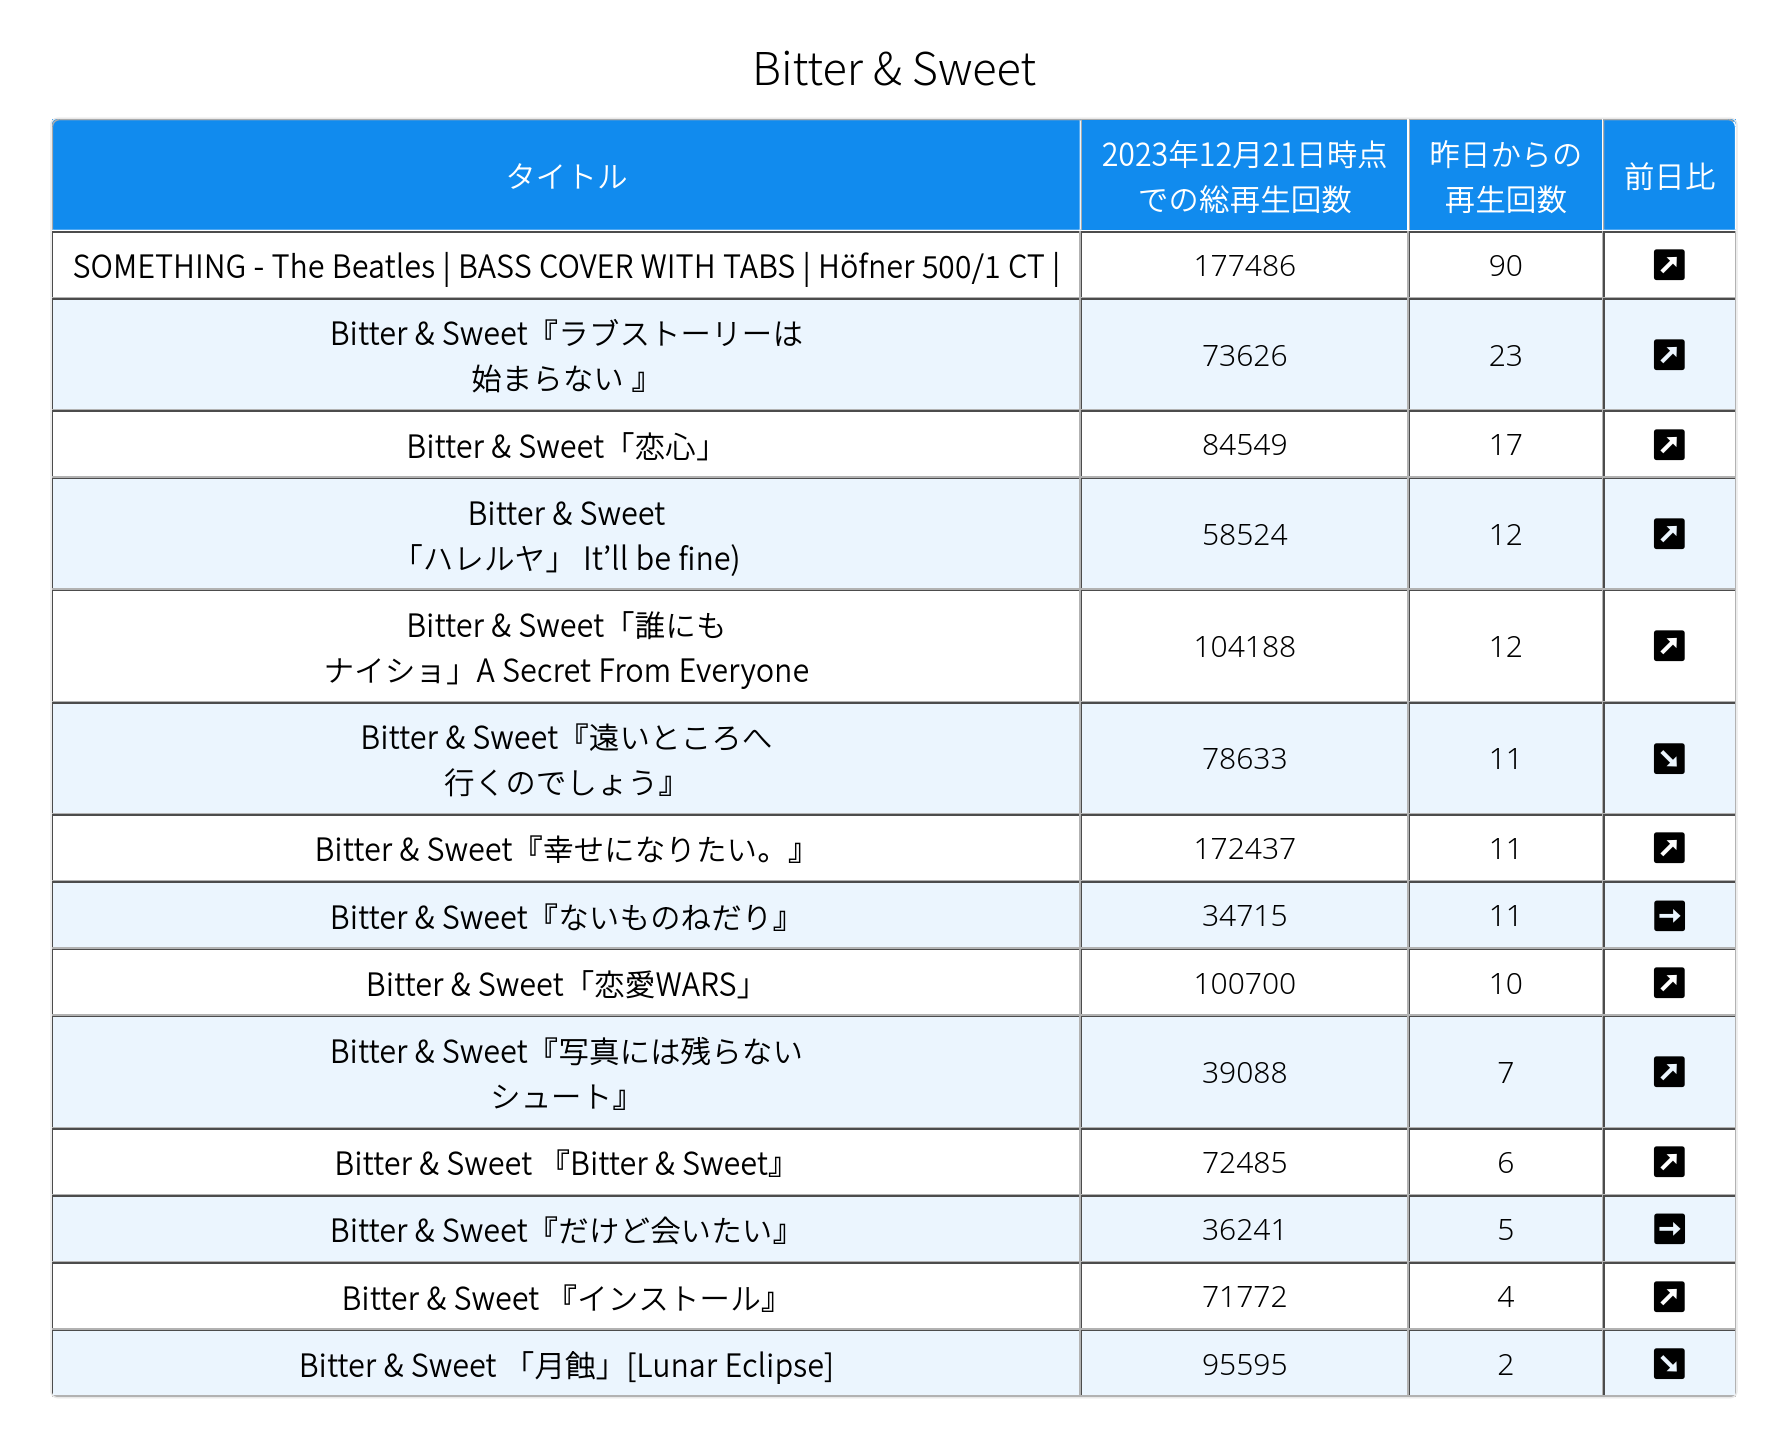 Bitter & Sweet
タイトル
2023年12月21日時点
での総再生回数
昨日からの
再生回数
前日比
SOMETHING - The Beatles | BASS COVER WITH TABS | Höfner 500/1 CT |
177486
90
Bitter & Sweet『ラブストーリーは
始まらない 』
73626
23
Bitter & Sweet「恋心」
84549
17
Bitter & Sweet
「ハレルヤ」 It’ll be fine)
58524
12
Bitter & Sweet「誰にも
ナイショ」A Secret From Everyone
104188
12
Bitter & Sweet『遠いところへ
行くのでしょう』
78633
11
Bitter & Sweet『幸せになりたい。』
172437
11
Bitter & Sweet『ないものねだり』
34715
11
Bitter & Sweet「恋愛WARS」
100700
10
Bitter & Sweet『写真には残らない
シュート』
39088
7
Bitter & Sweet 『Bitter & Sweet』
72485
6
Bitter & Sweet『だけど会いたい』
36241
5
Bitter & Sweet 『インストール』
71772
4
Bitter & Sweet 「月蝕」[Lunar Eclipse]
95595
2